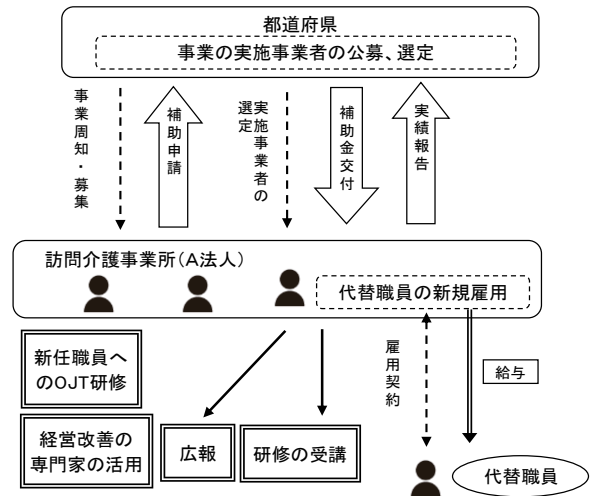 都道府県
事業の実施事業者の公募、選定
事業周知・募集
補助申請
実施事業者の
選定
補助金交付
実績報告
訪問介護事業所(A法人)
代替職員の新規雇用
新任職員へ
のOJT研修
経営改善の
専門家の活用
広報
研修の受講
雇用契約
給与
代替職員